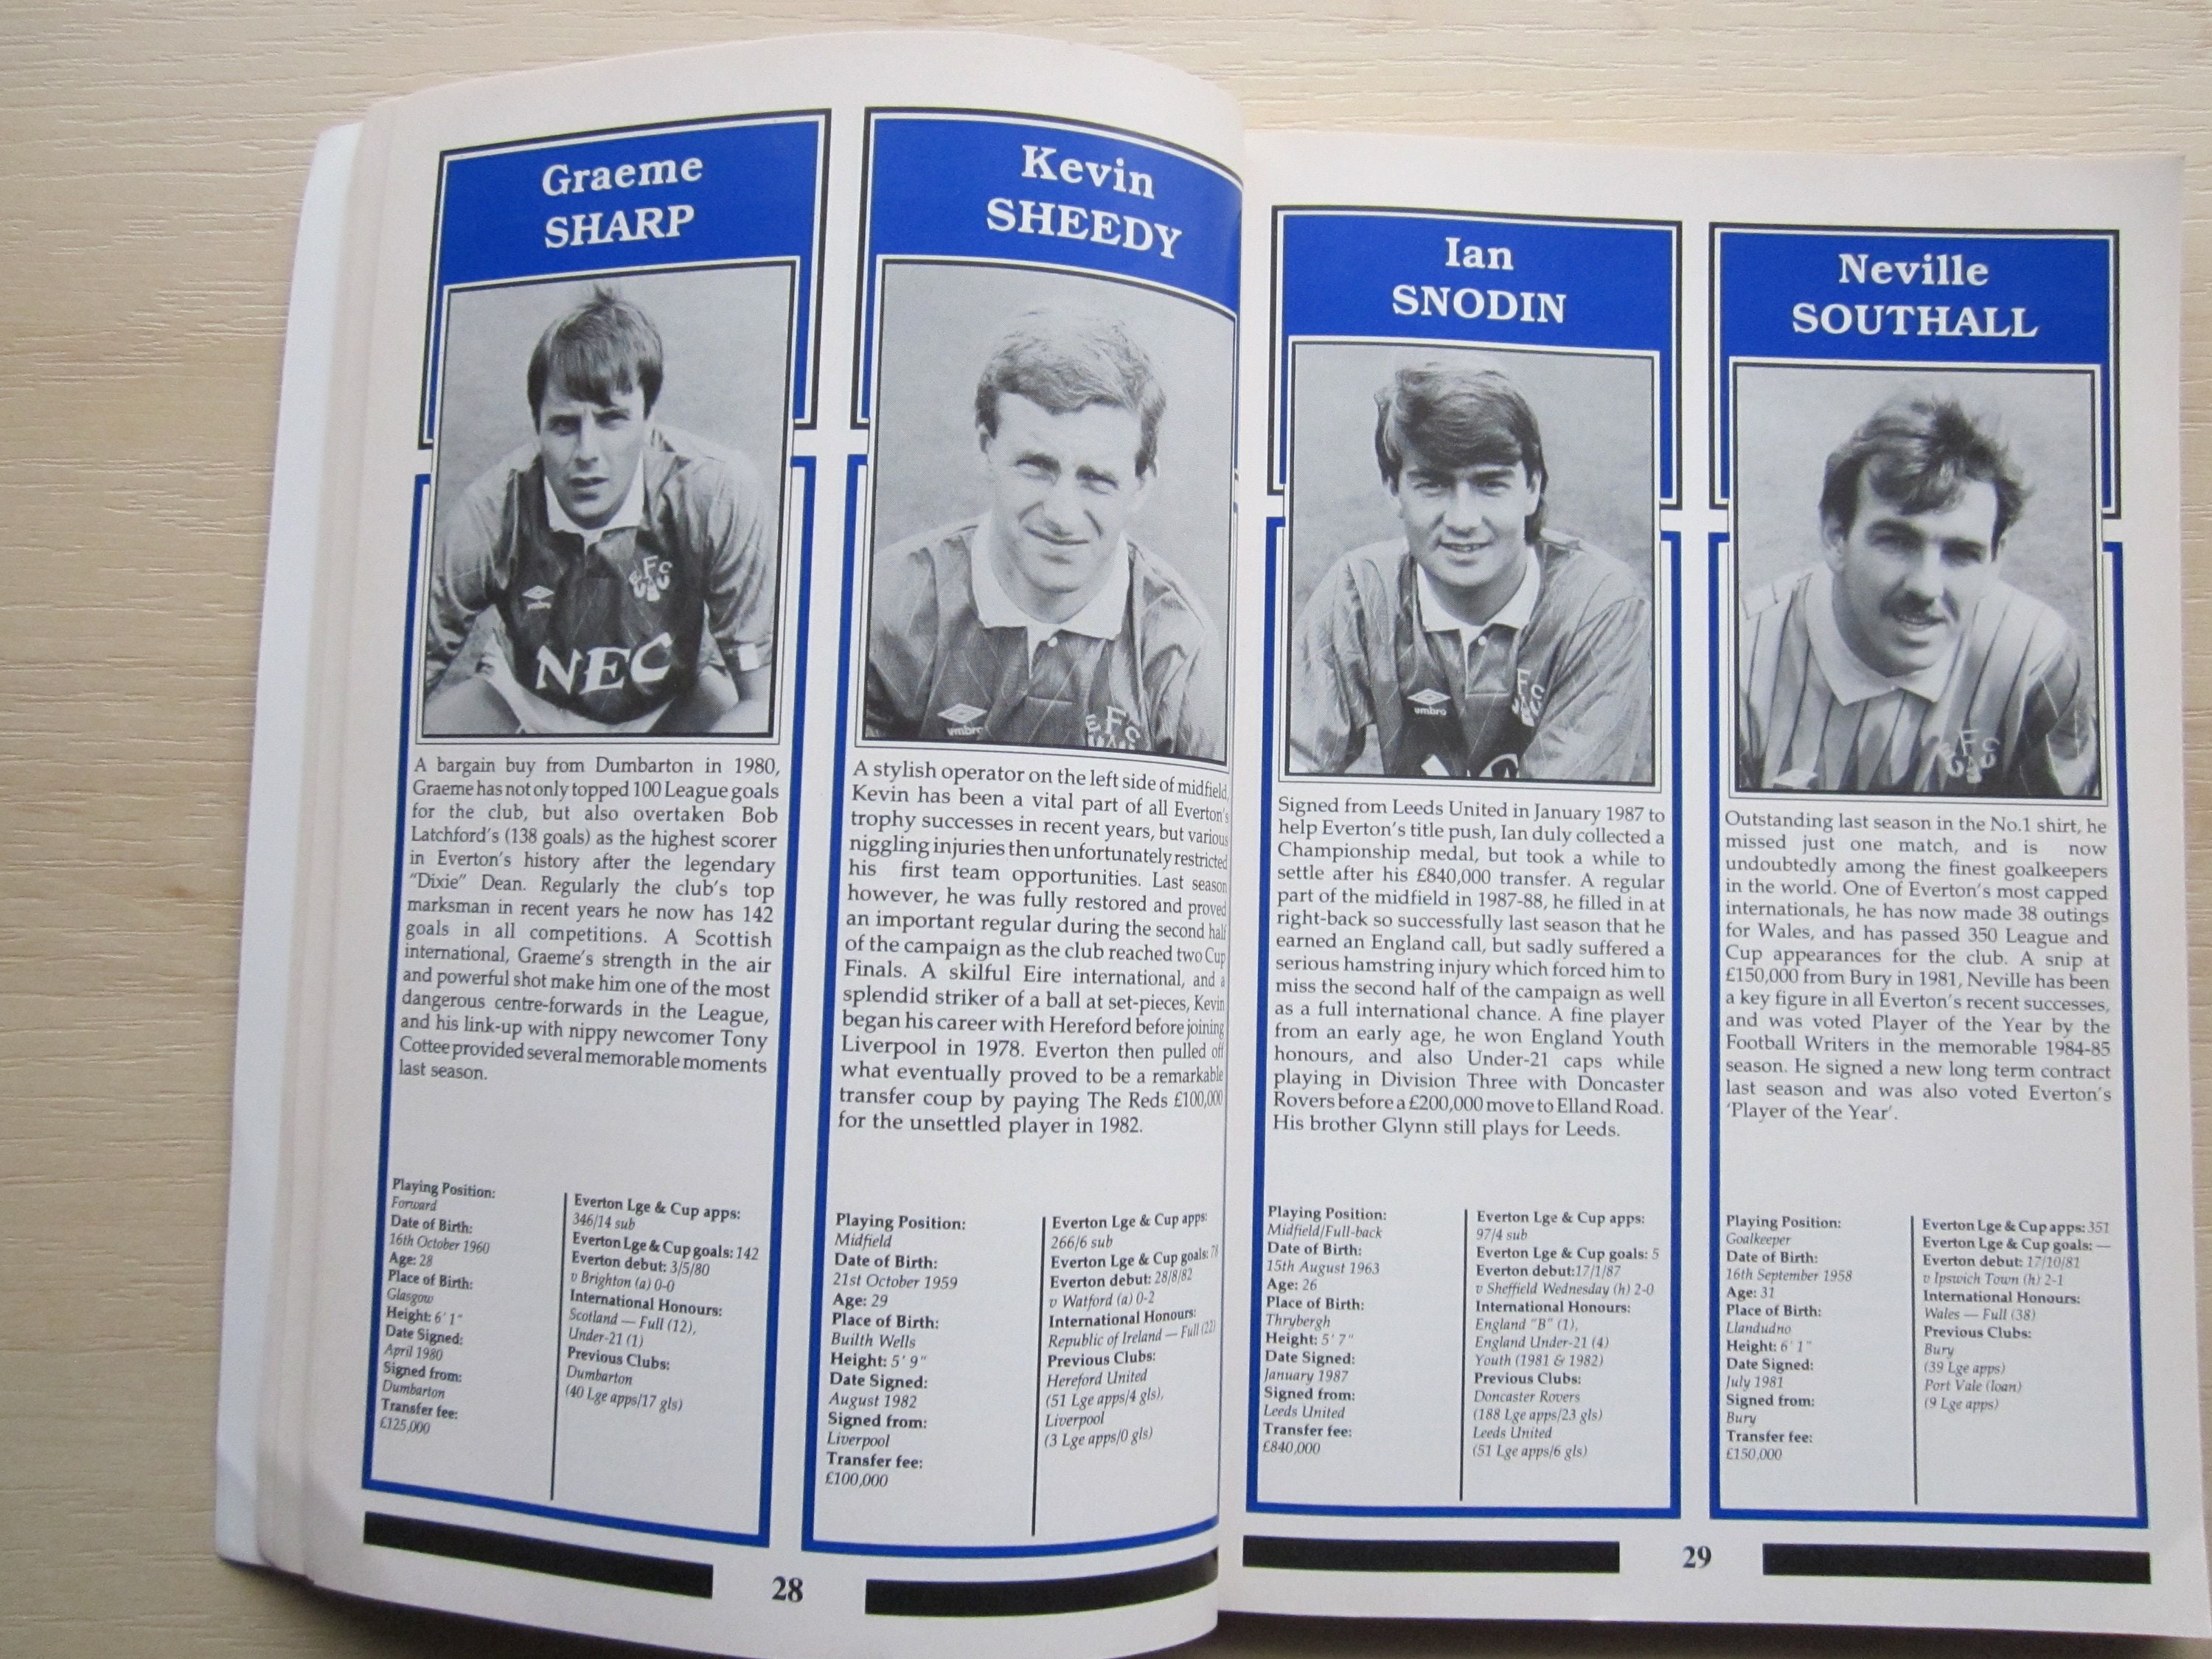 Graeme
SHARP
EFC
umbro
NEC
A bargain buy from Dumbarton in 1980,
Graeme has not only topped 100 League goals
for the club, but also overtaken Bob
Latchford's (138 goals) as the highest scorer
in Everton's history after the legendary
"Dixie" Dean. Regularly the club's top
marksman in recent years he now has 142
goals in all competitions. A Scottish
international, Graeme's strength in the air
and powerful shot make him one of the most
dangerous centre-forwards in the League,
and his link-up with nippy newcomer Tony
Cottee provided several memorable moments
last season.
Playing Position:
Forward
Date of Birth:
16th October 1960
Age: 28
Place of Birth:
Glasgow
Height: 6' 1"
Date Signed:
April 1980
Signed from:
Dumbarton
Transfer fee:
£125,000
Everton Lge & Cup apps:
346/14 sub
Everton Lge & Cup goals: 142
Everton debut: 3/5/80
v Brighton (a) 0-0
International Honours:
Scotland — Full (12),
Under-21 (1)
Previous Clubs:
Dumbarton
(40 Lge apps/17 gls)
Kevin
SHEEDY
umbro
EFC
A stylish operator on the left side of midfield,
Kevin has been a vital part of all Everton's
trophy successes in recent years, but various
niggling injuries then unfortunately restricted
his first team opportunities. Last season
however, he was fully restored and proved
an important regular during the second half
of the campaign as the club reached two Cup
Finals. A skilful Eire international, and a
splendid striker of a ball at set-pieces, Kevin
began his career with Hereford before joining
Liverpool in 1978. Everton then pulled off
what eventually proved to be a remarkable
transfer coup by paying The Reds £100,000
for the unsettled player in 1982.
Playing Position:
Midfield
Date of Birth:
21st October 1959
Age: 29
Place of Birth:
Builth Wells
Height: 5' 9"
Date Signed:
August 1982
Signed from:
Liverpool
Transfer fee:
£100,000
Everton Lge & Cup apps:
266/6 sub
Everton Lge & Cup goals:
Everton debut: 28/8/82
v Watford (a) 0-2
International Honours:
Republic of Ireland — Full (22)
Previous Clubs:
Hereford United
(51 Lge apps/4 gls),
Liverpool
(3 Lge apps/0 gls)
28
Ian
SNODIN
umbro
Signed from Leeds United in January 1987 to
help Everton's title push, Ian duly collected a
Championship medal, but took a while to
settle after his £840,000 transfer. A regular
part of the midfield in 1987-88, he filled in at
right-back so successfully last season that he
earned an England call, but sadly suffered a
serious hamstring injury which forced him to
miss the second half of the campaign as well
as a full international chance. A fine player
from an early age, he won England Youth
honours, and also Under-21 caps while
playing in Division Three with Doncaster
Rovers before a £200,000 move to Elland Road.
His brother Glynn still plays for Leeds.
Playing Position:
Midfield/Full-back
Date of Birth:
15th August 1963
Age: 26
Place of Birth:
Thrybergh
Height: 5' 7"
Date Signed:
January 1987
Signed from:
Leeds United
Transfer fee:
£840,000
Everton Lge & Cup apps:
97/4 sub
Everton Lge & Cup goals: 5
Everton debut:17/1/87
v Sheffield Wednesday (h) 2-0
International Honours:
England "B" (1),
England Under-21 (4)
Youth (1981 & 1982)
Previous Clubs:
Doncaster Rovers
(188 Lge apps/23 gls)
Leeds United
(51 Lge apps/6 gls)
Neville
SOUTHALL
EFC
Outstanding last season in the No.1 shirt, he
missed just one match, and is now
undoubtedly among the finest goalkeepers
in the world. One of Everton's most capped
internationals, he has now made 38 outings
for Wales, and has passed 350 League and
Cup appearances for the club. A snip at
£150,000 from Bury in 1981, Neville has been
a key figure in all Everton's recent successes,
and was voted Player of the Year by the
Football Writers in the memorable 1984-85
season. He signed a new long term contract
last season and was also voted Everton's
'Player of the Year'.
Playing Position:
Goalkeeper
Date of Birth:
16th September 1958
Age: 31
Place of Birth:
Llandudno
Height: 6' 1"
Date Signed:
July 1981
Signed from:
Bury
Transfer fee:
£150,000
Everton Lge & Cup apps: 351
Everton Lge & Cup goals: —
Everton debut: 17/10/81
v Ipswich Town (h) 2-1
International Honours:
Wales — Full (38)
Previous Clubs:
Bury
(39 Lge apps)
Port Vale (loan)
(9 Lge apps)
29